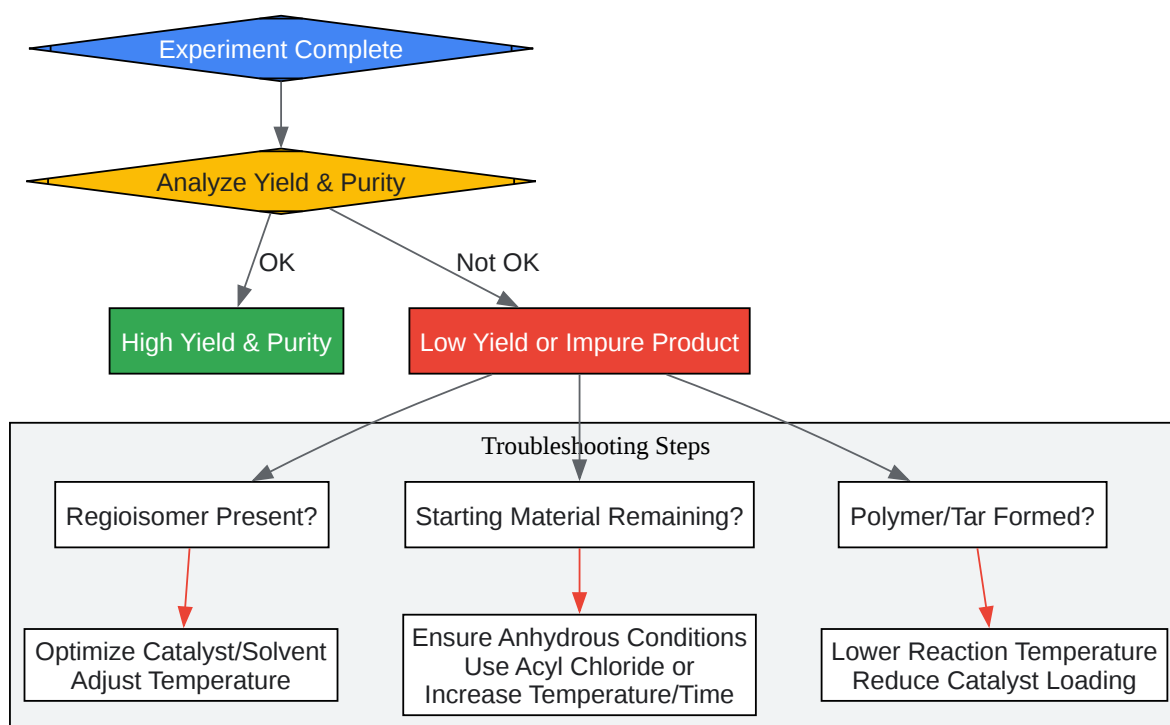 Experiment Complete
Analyze Yield & Purity
OK
Not OK
High Yield & Purity
Low Yield or Impure Product
Troubleshooting Steps
Regioisomer Present?
Starting Material Remaining?
Polymer/Tar Formed?
Optimize Catalyst/Solvent
Adjust Temperature
Ensure Anhydrous Conditions
Use Acyl Chloride or
Increase Temperature/Time
Lower Reaction Temperature
Reduce Catalyst Loading